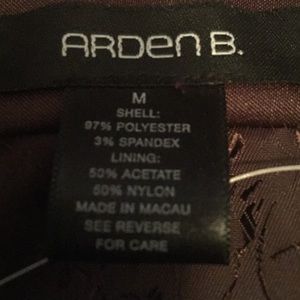 ARDEN B.
M
SHELL:
97% POLYESTER
3% SPANDEX
LINING:
50% ACETATE
50% NYLON
MADE IN MACAU
SEE REVERSE
FOR CARE